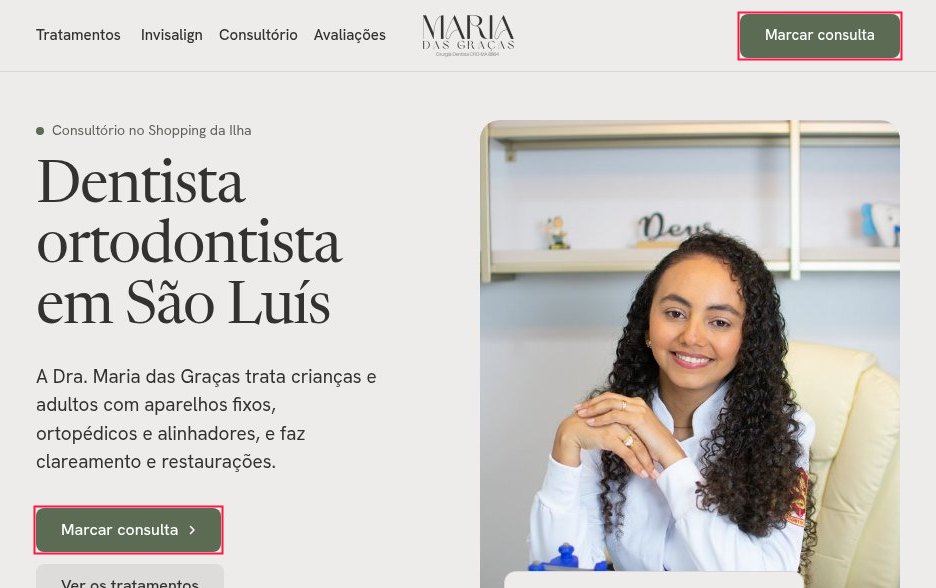 Tratamentos
Invisalign
Consultório
Avaliações
MARIA
DAS GRAÇAS
Marcar consulta
Consultório no Shopping da Ilha
Dentista
ortodontista
em São Luís
A Dra. Maria das Graças trata crianças e
adultos com aparelhos fixos,
ortopédicos e alinhadores, e faz
clareamento e restaurações.
Marcar consulta
Ver os tratamentos
Deus